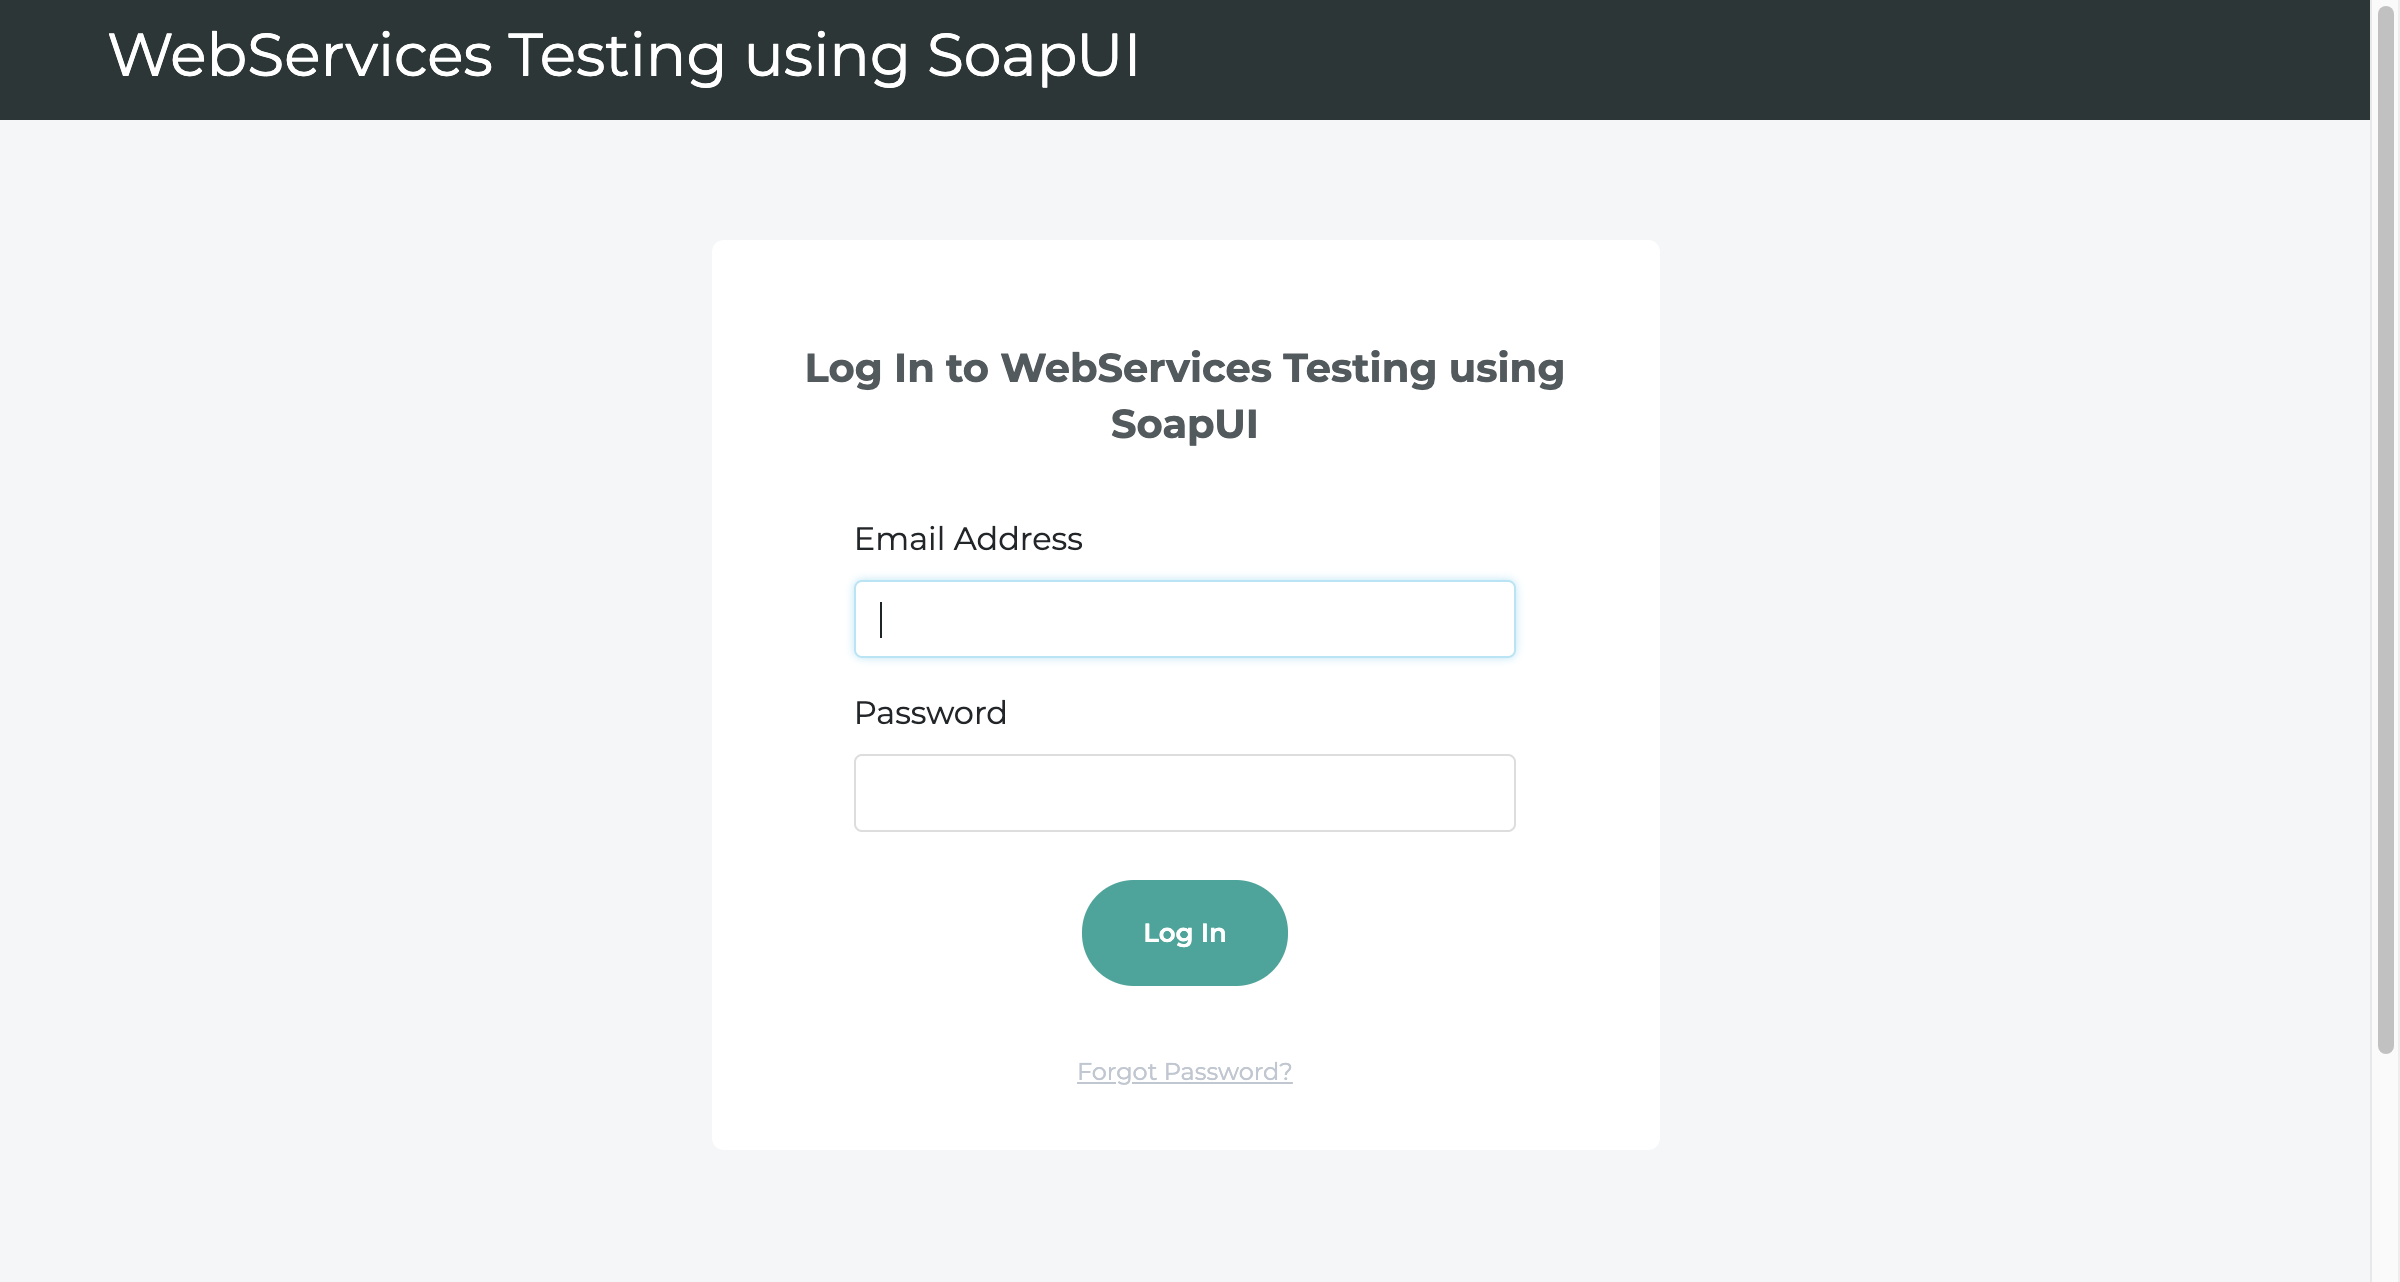 WebServices Testing using SoapUI
Log In to WebServices Testing using
SoapUI
Email Address
Password
Log In
Forgot Password?